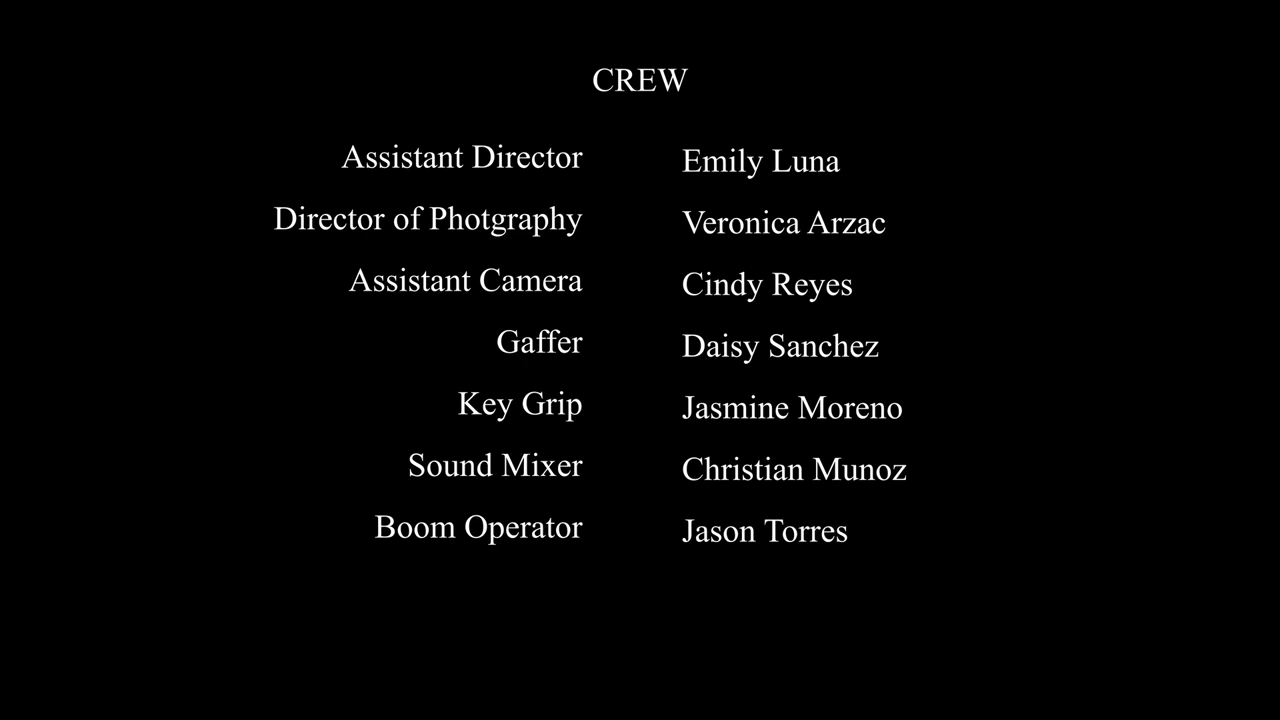 CREW
Assistant Director Emily Luna
Director of Photgraphy Veronica Arzac
Assistant Camera Cindy Reyes
Gaffer Daisy Sanchez
Key Grip Jasmine Moreno
Sound Mixer Christian Munoz
Boom Operator Jason Torres